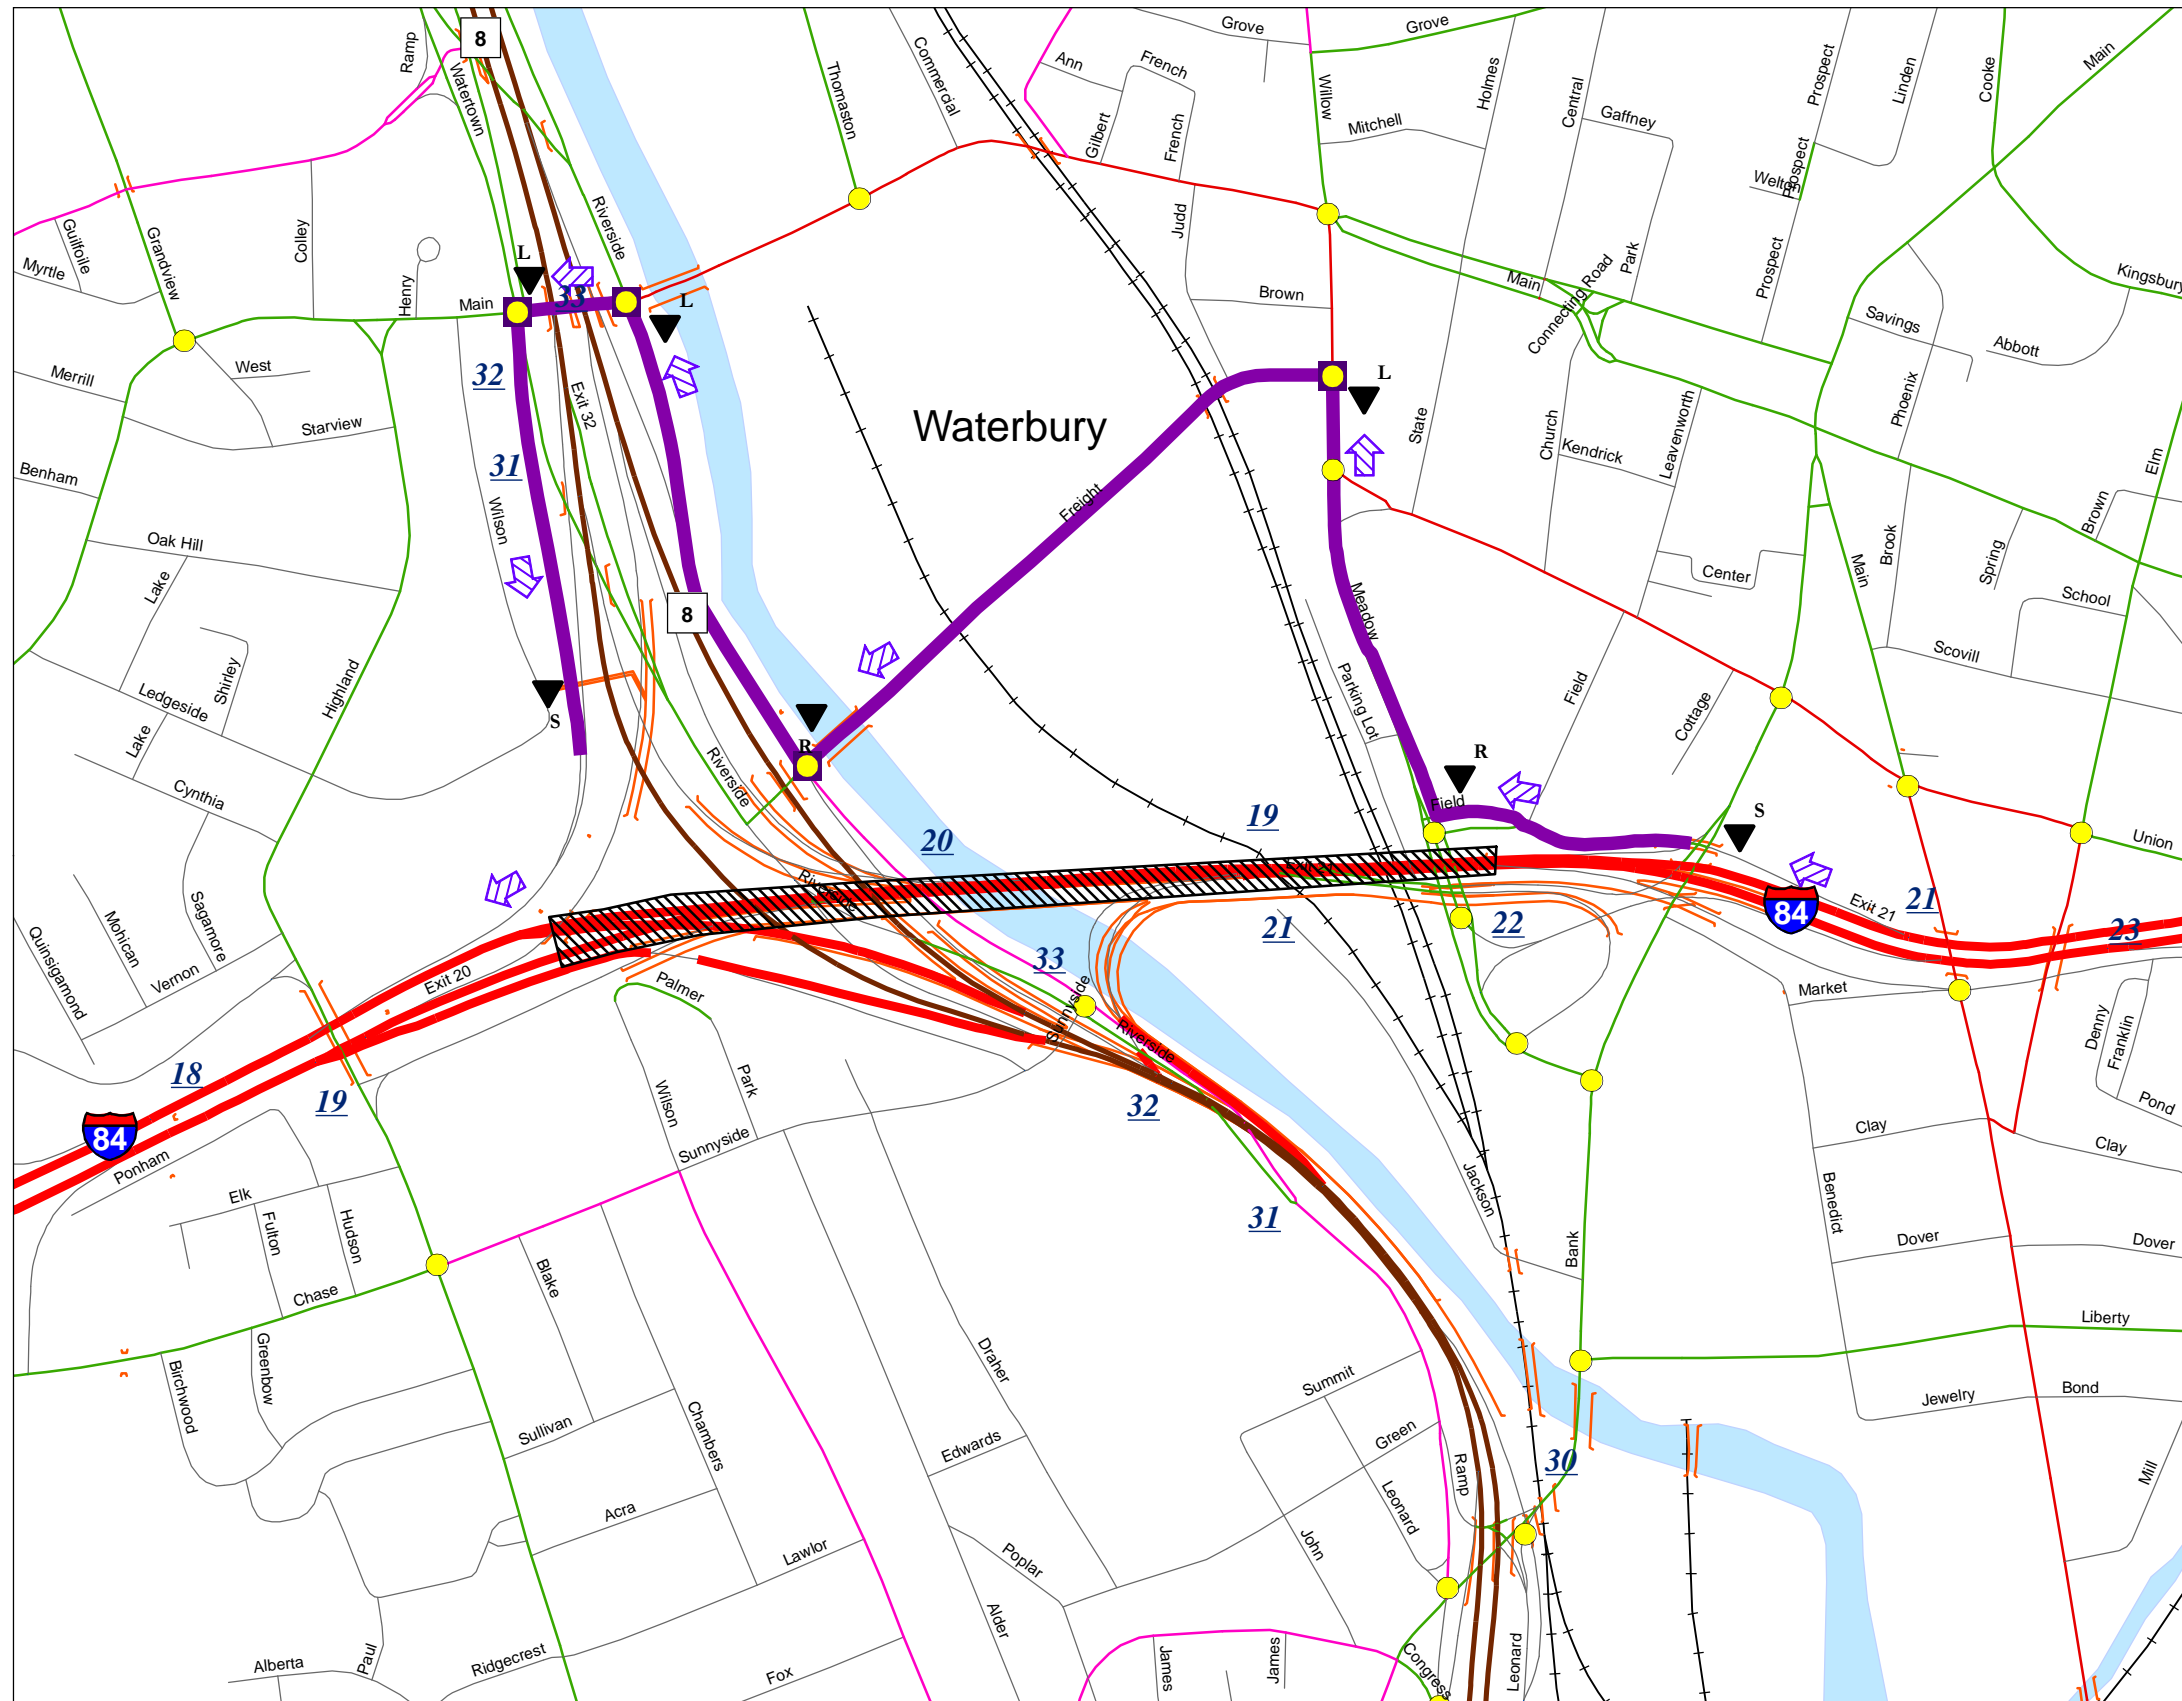 Ramp
8
Watertown
Thomaston
Commercial
Grove
Grove
Ann
French
Gilbert
French
Willow
Mitchell
Holmes
Central
Gaffney
Prospect
Linden
Cooke
Main
Prospect
Welton
Guilfoile
Myrtle
Grandview
Colley
Henry
Riverside
L
33
Main
L
Judd
Brown
Main
Connecting Road
Park
Prospect
Kingsbury
Savings
Abbott
Merrill
West
Starview
32
Exit 32
Waterbury
L
State
Church
Kendrick
Leavenworth
Phoenix
Elm
Benham
31
Wilson
Freight
Brown
Oak Hill
Lake
8
Meadow
Center
Main
Brook
Spring
School
Scovill
Ledgeside
Shirley
Highland
Lake
S
Parking Lot
Field
Cottage
R
Riverside
R
Field
S
Cynthia
19
20
Union
Exit 21
Riverside
Quinsigamond
Mohican
Sagamore
Vernon
Exit 20
21
22
84
Exit 21
21
23
Palmer
33
Sunnyside
Riverside
Market
Denny
Franklin
Pond
18
19
84
Ponham
Wilson
Park
Sunnyside
32
Clay
Clay
Elk
Fulton
Hudson
Jackson
31
Benedict
Bank
Dover
Dover
Chase
Blake
Liberty
Greenbow
Birchwood
Draher
Summit
Green
Jewelry
Bond
Sullivan
Chambers
Edwards
Leonard
Ramp
30
Mill
Acra
Lawlor
Poplar
John
Alder
Paul
Alberta
Ridgecrest
Fox
James
James
Congress
Leonard